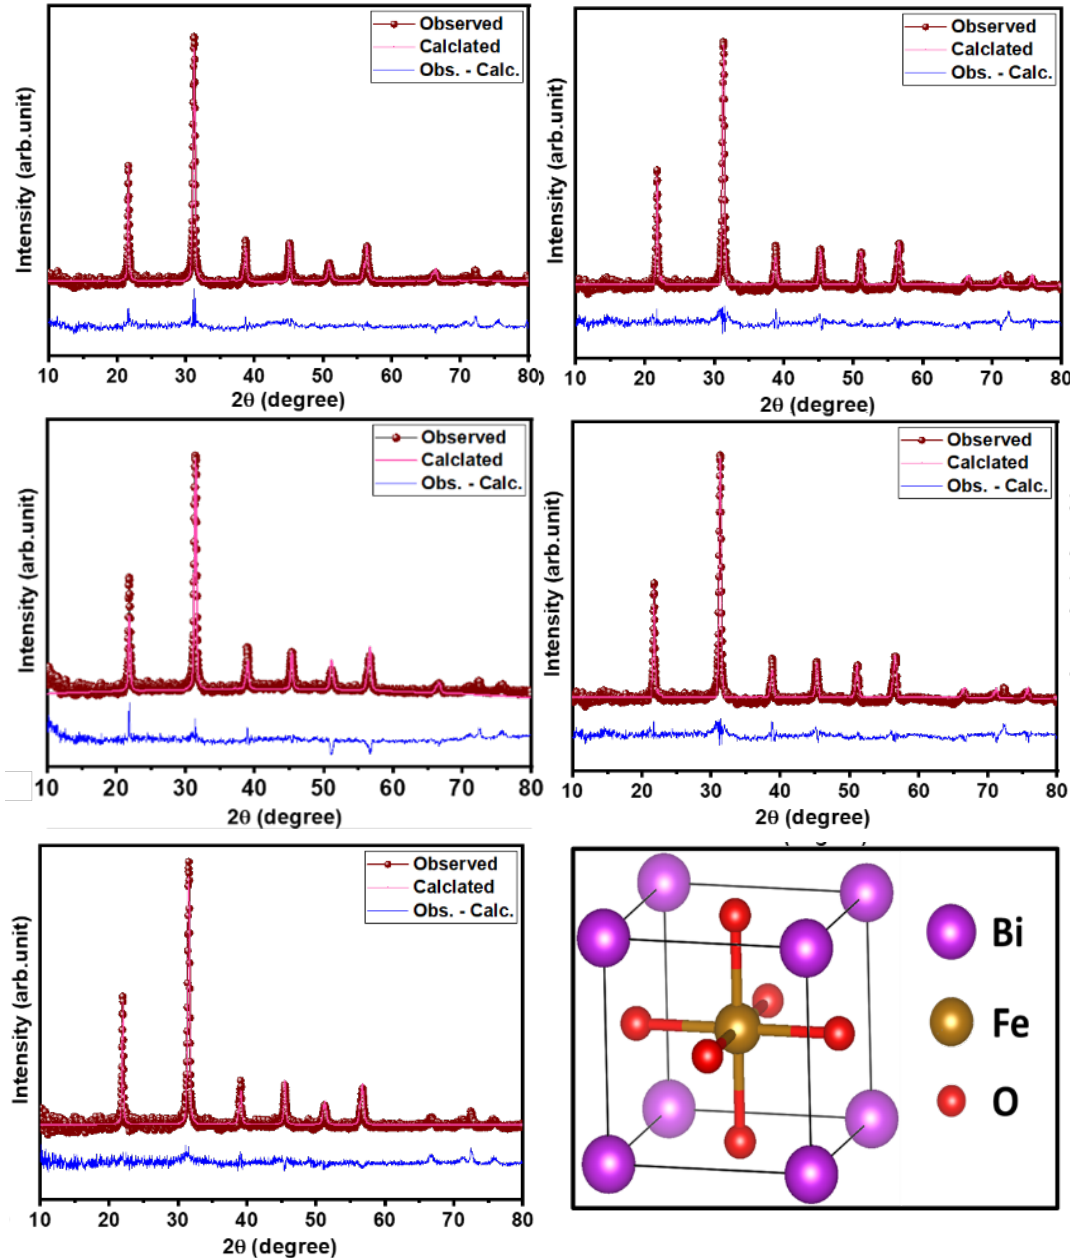 Observed
Calclated
Obs. - Calc.
Intensity (arb.unit)
10 20 30 40 50 60 70 80
2θ (degree)
Observed
Calclated
Obs. - Calc.
Intensity (arb.unit)
10 20 30 40 50 60 70 80
2θ (degree)
Observed
Calclated
Obs. - Calc.
Intensity (arb.unit)
10 20 30 40 50 60 70 80
2θ (degree)
Observed
Calclated
Obs. - Calc.
Intensity (arb.unit)
10 20 30 40 50 60 70 80
2θ (degree)
Observed
Calclated
Obs. - Calc.
Intensity (arb.unit)
10 20 30 40 50 60 70 80
2θ (degree)
Bi
Fe
O